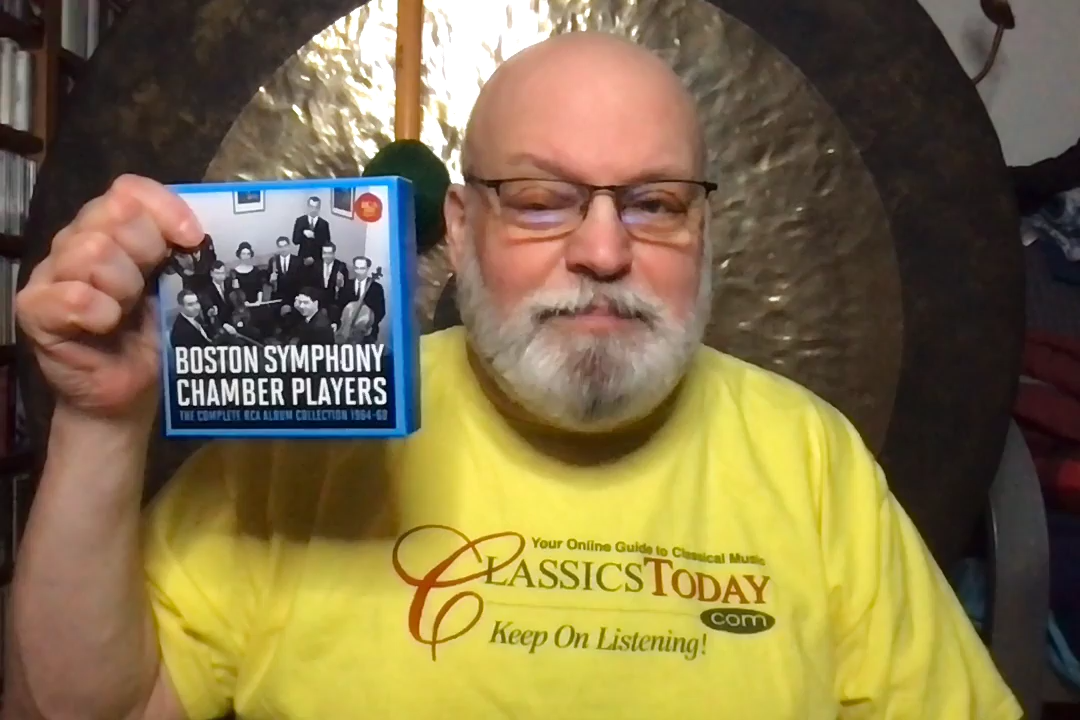 RCA
BOSTON SYMPHONY
CHAMBER PLAYERS
THE COMPLETE RCA ALBUM COLLECTION 1964-68
Your Online Guide to Classical Music
CLASSICSTODAY
com
Keep On Listening!